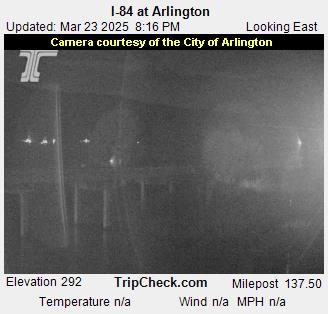 I-84 at Arlington
Updated: Mar 23 2025 8:16 PM Looking East
Camera courtesy of the City of Arlington
Elevation 292 TripCheck.com Milepost 137.50
Temperature n/a Wind n/a MPH n/a